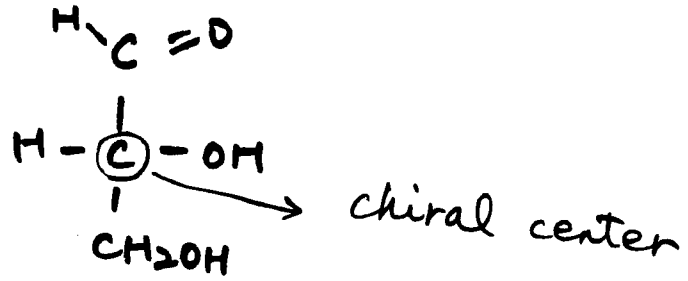 H C = O
H - C - OH
chiral center
CH2OH